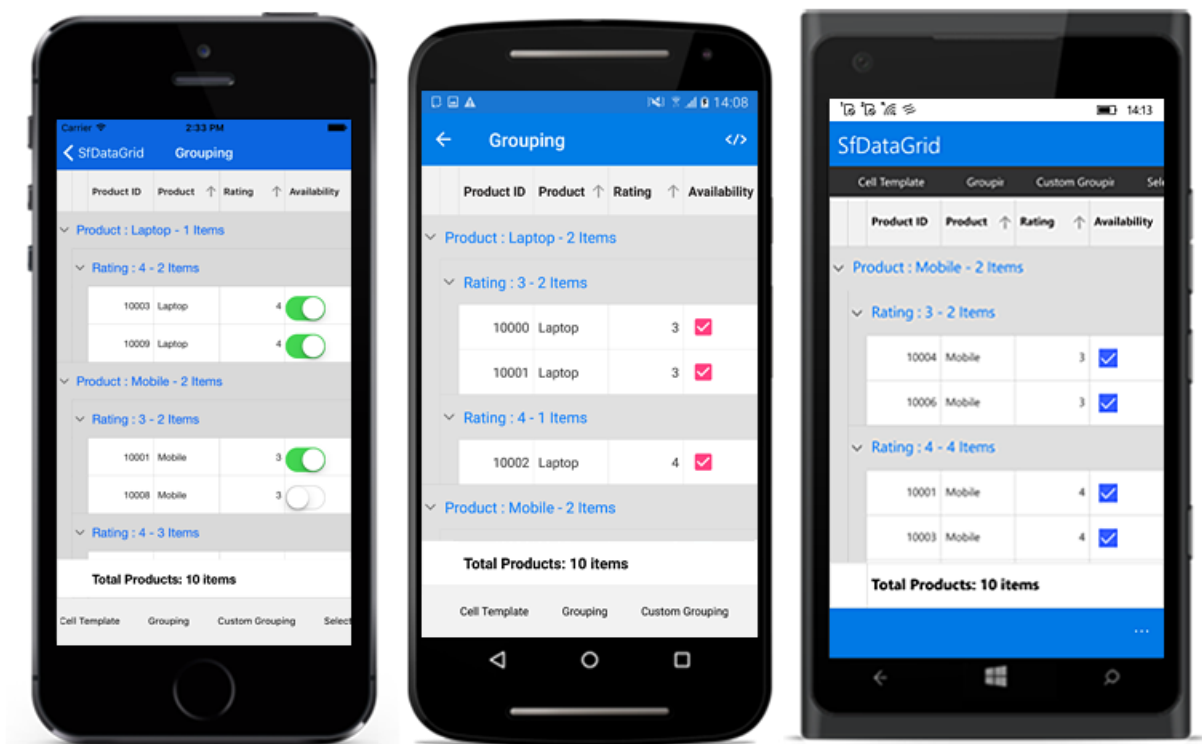 Carrier 2:33 PM
SfDataGrid Grouping
Product ID Product Rating Availability
Product : Laptop - 1 Items
Rating : 4 - 2 Items
10003 Laptop 4
10009 Laptop 4
Product : Mobile - 2 Items
Rating : 3 - 2 Items
10001 Mobile 3
10008 Mobile 3
Rating : 4 - 3 Items
Total Products: 10 items
Cell Template Grouping Custom Grouping Select
14:08
Grouping </>
Product ID Product Rating Availability
Product : Laptop - 2 Items
Rating : 3 - 2 Items
10000 Laptop 3
10001 Laptop 3
Rating : 4 - 1 Items
10002 Laptop 4
Product : Mobile - 2 Items
Total Products: 10 items
Cell Template Grouping Custom Grouping
14:13
SfDataGrid
Cell Template Groupin Custom Groupin Sele
Product ID Product Rating Availability
Product : Mobile - 2 Items
Rating : 3 - 2 Items
10004 Mobile 3
10006 Mobile 3
Rating : 4 - 4 Items
10001 Mobile 4
10003 Mobile 4
Total Products: 10 items
...